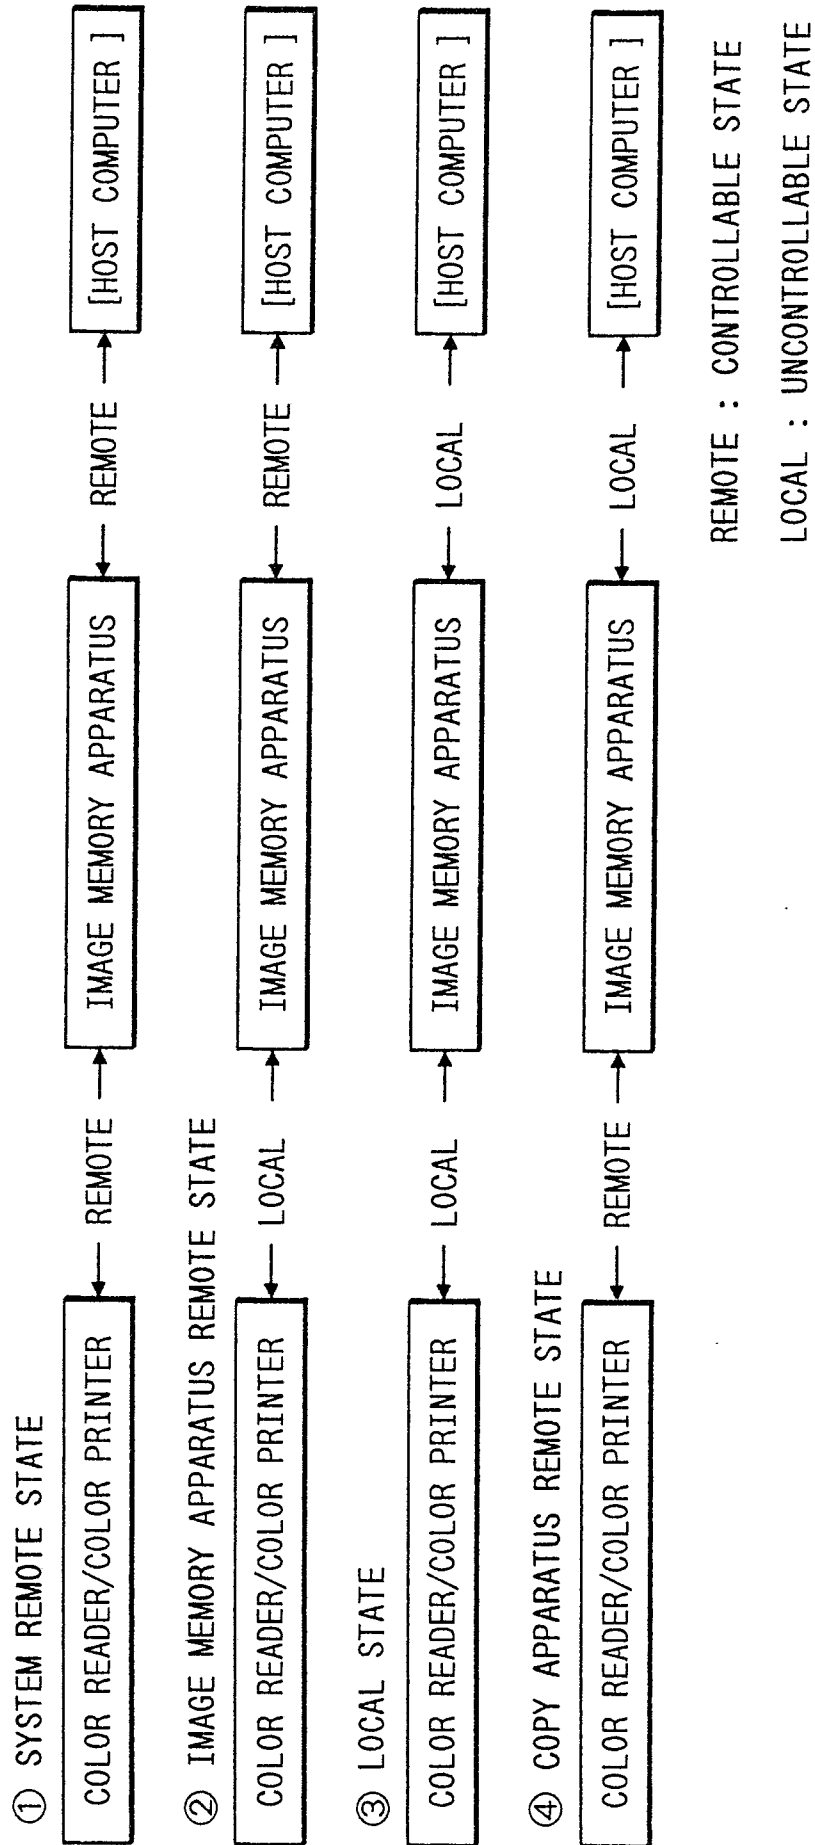 ① SYSTEM REMOTE STATE
COLOR READER/COLOR PRINTER REMOTE IMAGE MEMORY APPARATUS REMOTE [HOST COMPUTER ]
② IMAGE MEMORY APPARATUS REMOTE STATE
COLOR READER/COLOR PRINTER LOCAL IMAGE MEMORY APPARATUS REMOTE [HOST COMPUTER ]
③ LOCAL STATE
COLOR READER/COLOR PRINTER LOCAL IMAGE MEMORY APPARATUS LOCAL [HOST COMPUTER ]
④ COPY APPARATUS REMOTE STATE
COLOR READER/COLOR PRINTER REMOTE IMAGE MEMORY APPARATUS LOCAL [HOST COMPUTER ]
REMOTE : CONTROLLABLE STATE
LOCAL : UNCONTROLLABLE STATE